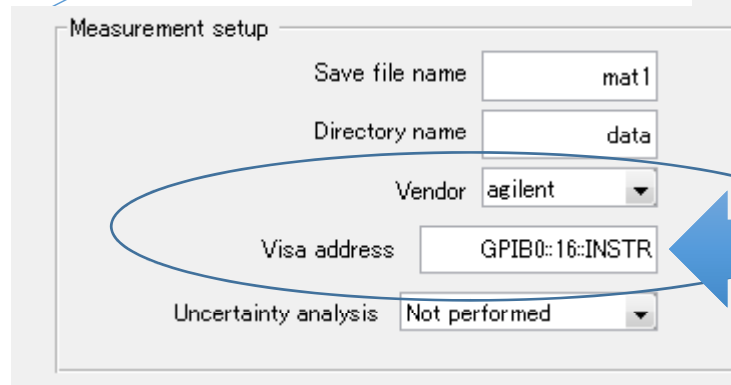 Measurement setup
Save file name mat1
Directory name data
Vendor agilent
Visa address GPIB0::16::INSTR
Uncertainty analysis Not performed